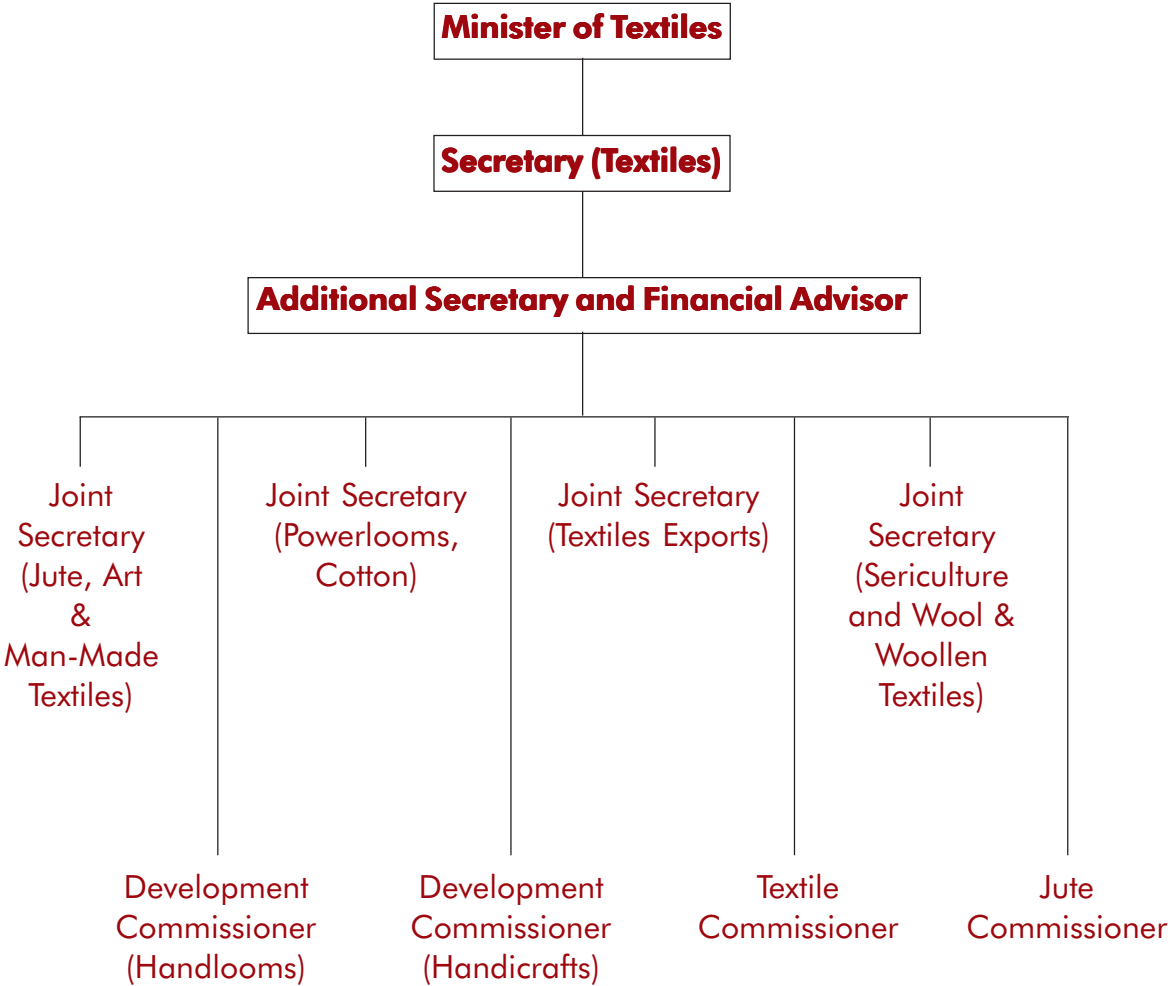 Minister of Textiles
Secretary (Textiles)
Additional Secretary and Financial Advisor
Joint
Secretary
(Jute, Art
&
Man-Made
Textiles)
Joint Secretary
(Powerlooms,
Cotton)
Joint Secretary
(Textiles Exports)
Joint
Secretary
(Sericulture
and Wool &
Woollen
Textiles)
Development
Commissioner
(Handlooms)
Development
Commissioner
(Handicrafts)
Textile
Commissioner
Jute
Commissioner